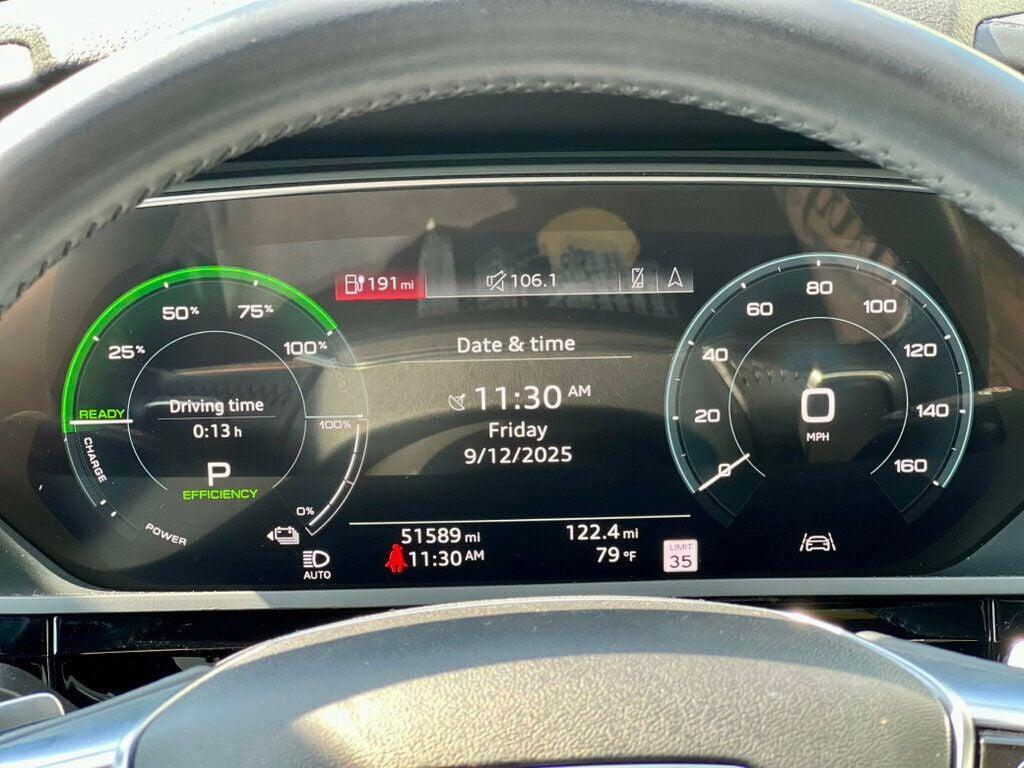 191 mi
106.1
50%
75%
25%
100%
READY
Driving time
0:13 h
P
EFFICIENCY
CHARGE
POWER
100%
0%
AUTO
Date & time
11:30 AM
Friday
9/12/2025
51589 mi
122.4 mi
11:30 AM
79 °F
LIMIT
35
0
20
40
60
80
100
120
140
160
0
MPH